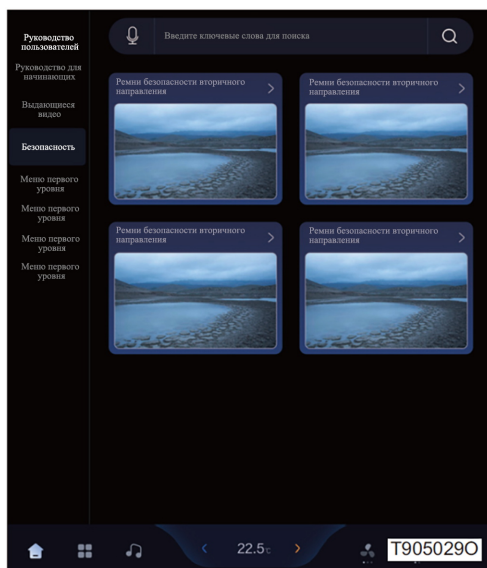 Руководство
пользователей
Руководство для
начинающих
Выдающиеся
видео
Безопасность
Меню первого
уровня
Меню первого
уровня
Меню первого
уровня
Меню первого
уровня
Введите ключевые слова для поиска
Ремни безопасности вторичного
направления
Ремни безопасности вторичного
направления
Ремни безопасности вторичного
направления
Ремни безопасности вторичного
направления
22.5℃
T905029O